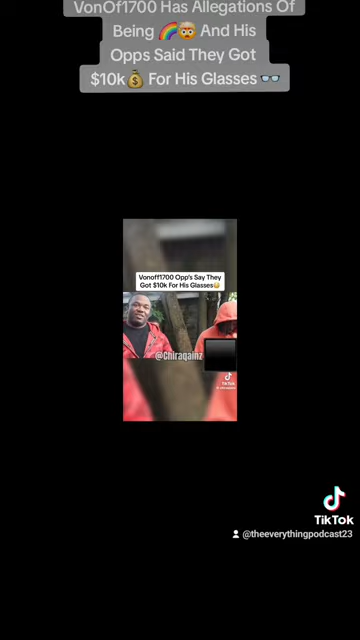 VonOf1700 Has Allegations Of
Being 🌈🤯 And His
Opps Said They Got
$10k💰 For His Glasses👓
Vonoff1700 Opp's Say They
Got $10k For His Glasses😳
@Chiraqainz
TikTok
TikTok
@theeverythingpodcast23